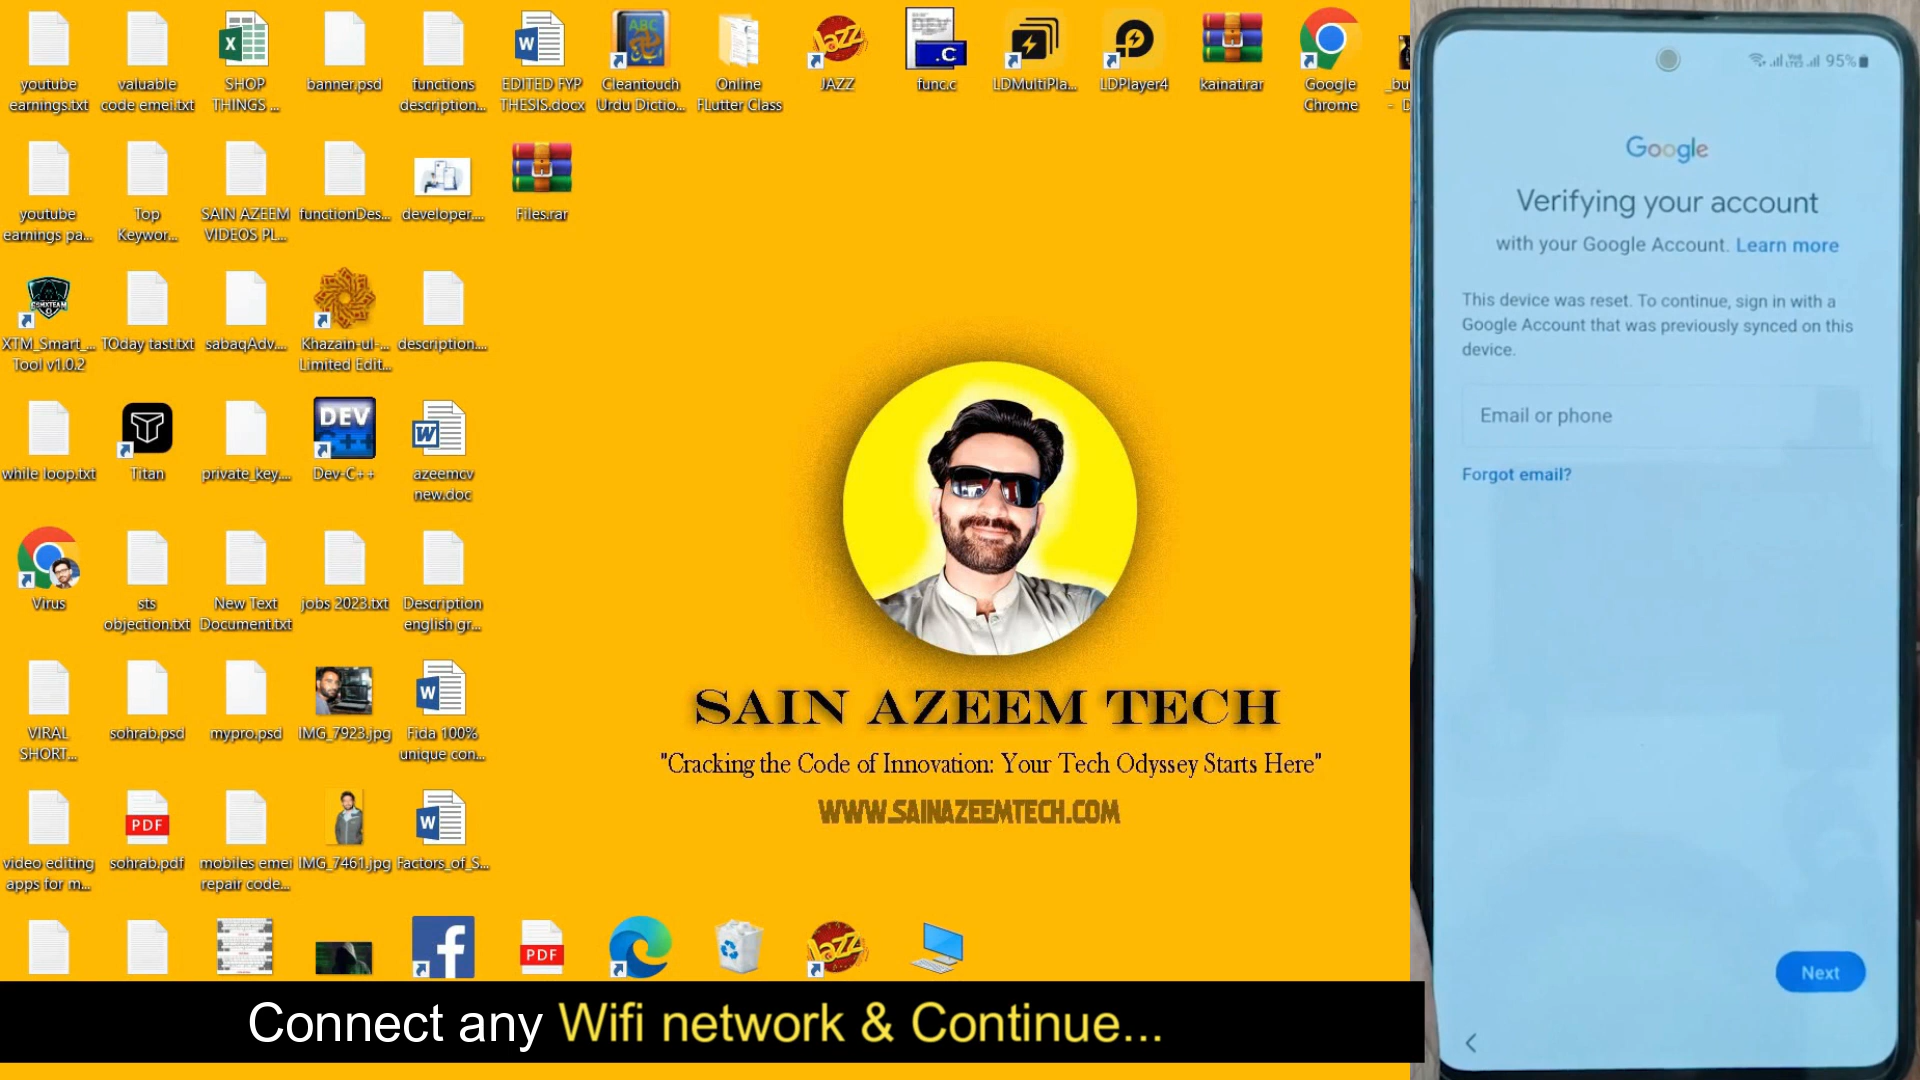 youtube
earnings.txt
valuable
code emei.txt
SHOP
THINGS ...
banner.psd
functions
description....
EDITED FYP
THESIS.docx
Cleantouch
Urdu Dictio...
Online
FLutter Class
JAZZ
func.c
LDMultiPla...
LDPlayer4
kainat.rar
Google
Chrome
youtube
earnings pa...
Top
Keywor...
SAIN AZEEM
VIDEOS PL...
functionDes...
developer....
Files.rar
XTM_Smart_...
Tool v1.0.2
TOday tast.txt
sabaqAdv....
Khazain-ul-...
Limited Edit...
description....
while loop.txt
Titan
private_key....
DEV
C++
Dev-C++
azeemcv
new.doc
Virus
sts
objection.txt
New Text
Document.txt
jobs 2023.txt
Description
english gr...
VIRAL
SHORT...
sohrab.psd
mypro.psd
IMG_7923.jpg
Fida 100%
unique con...
video editing
apps for m...
PDF
sohrab.pdf
mobiles emei
repair code...
IMG_7461.jpg
Factors_of_S...
PDF
Jazz
SAIN AZEEM TECH
"Cracking the Code of Innovation: Your Tech Odyssey Starts Here"
WWW.SAINAZEEMTECH.COM
Connect any Wifi network & Continue...
95%
Google
Verifying your account
with your Google Account. Learn more
This device was reset. To continue, sign in with a
Google Account that was previously synced on this
device.
Email or phone
Forgot email?
Next